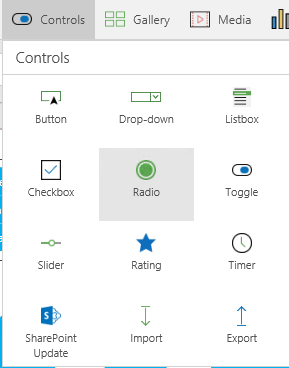 Controls Gallery Media
Controls
Button Drop-down Listbox
Checkbox Radio Toggle
Slider Rating Timer
SharePoint Import Export
Update